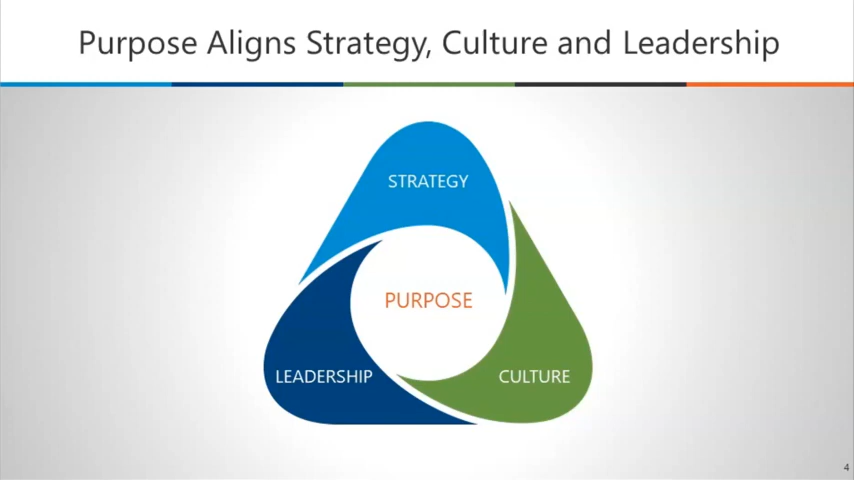 Purpose Aligns Strategy, Culture and Leadership
STRATEGY
PURPOSE
LEADERSHIP
CULTURE
4